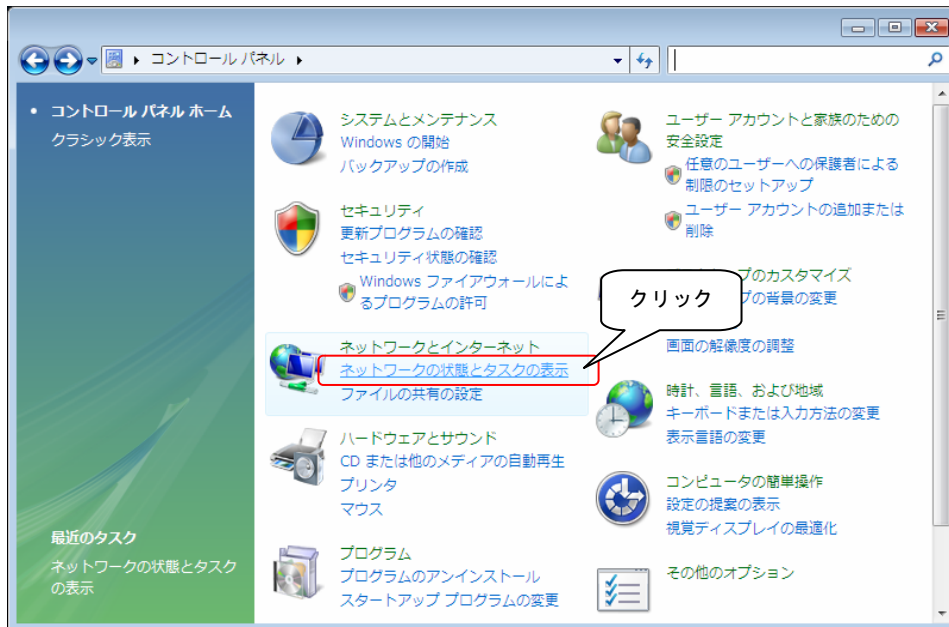 コントロール パネル
コントロール パネル ホーム
クラシック表示
最近のタスク
ネットワークの状態とタスク
の表示
システムとメンテナンス
Windows の開始
バックアップの作成
セキュリティ
更新プログラムの確認
セキュリティ状態の確認
Windows ファイアウォールによ
るプログラムの許可
ネットワークとインターネット
ネットワークの状態とタスクの表示
ファイルの共有の設定
ハードウェアとサウンド
CD または他のメディアの自動再生
プリンタ
マウス
プログラム
プログラムのアンインストール
スタートアップ プログラムの変更
ユーザー アカウントと家族のための
安全設定
任意のユーザーへの保護者による
制限のセットアップ
ユーザー アカウントの追加または
削除
クリック
プのカスタマイズ
プの背景の変更
画面の解像度の調整
時計、言語、および地域
キーボードまたは入力方法の変更
表示言語の変更
コンピュータの簡単操作
設定の提案の表示
視覚ディスプレイの最適化
その他のオプション